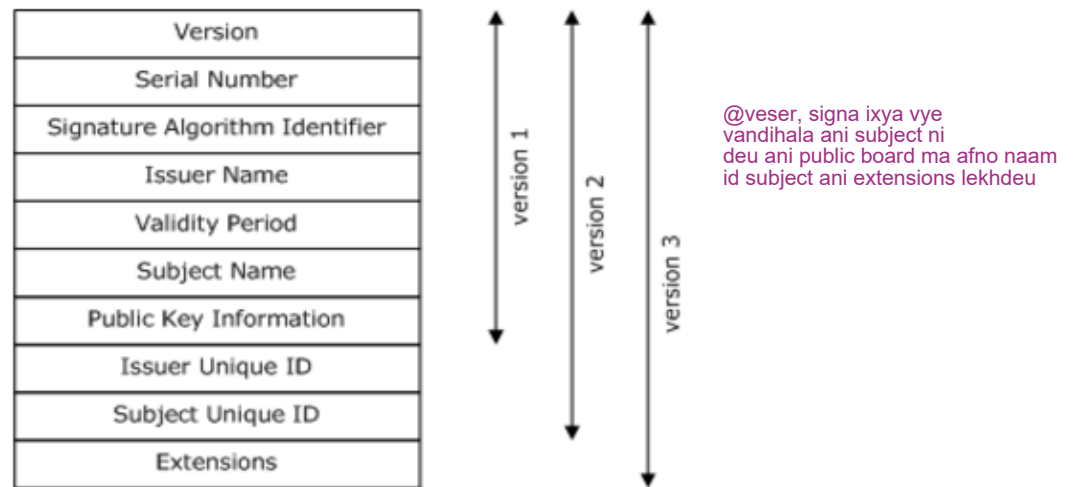 Version
Serial Number
Signature Algorithm Identifier
Issuer Name
Validity Period
Subject Name
Public Key Information
Issuer Unique ID
Subject Unique ID
Extensions
version 1
version 2
version 3
@veser, signa ixya vye
vandihala ani subject ni
deu ani public board ma afno naam
id subject ani extensions lekhdeu